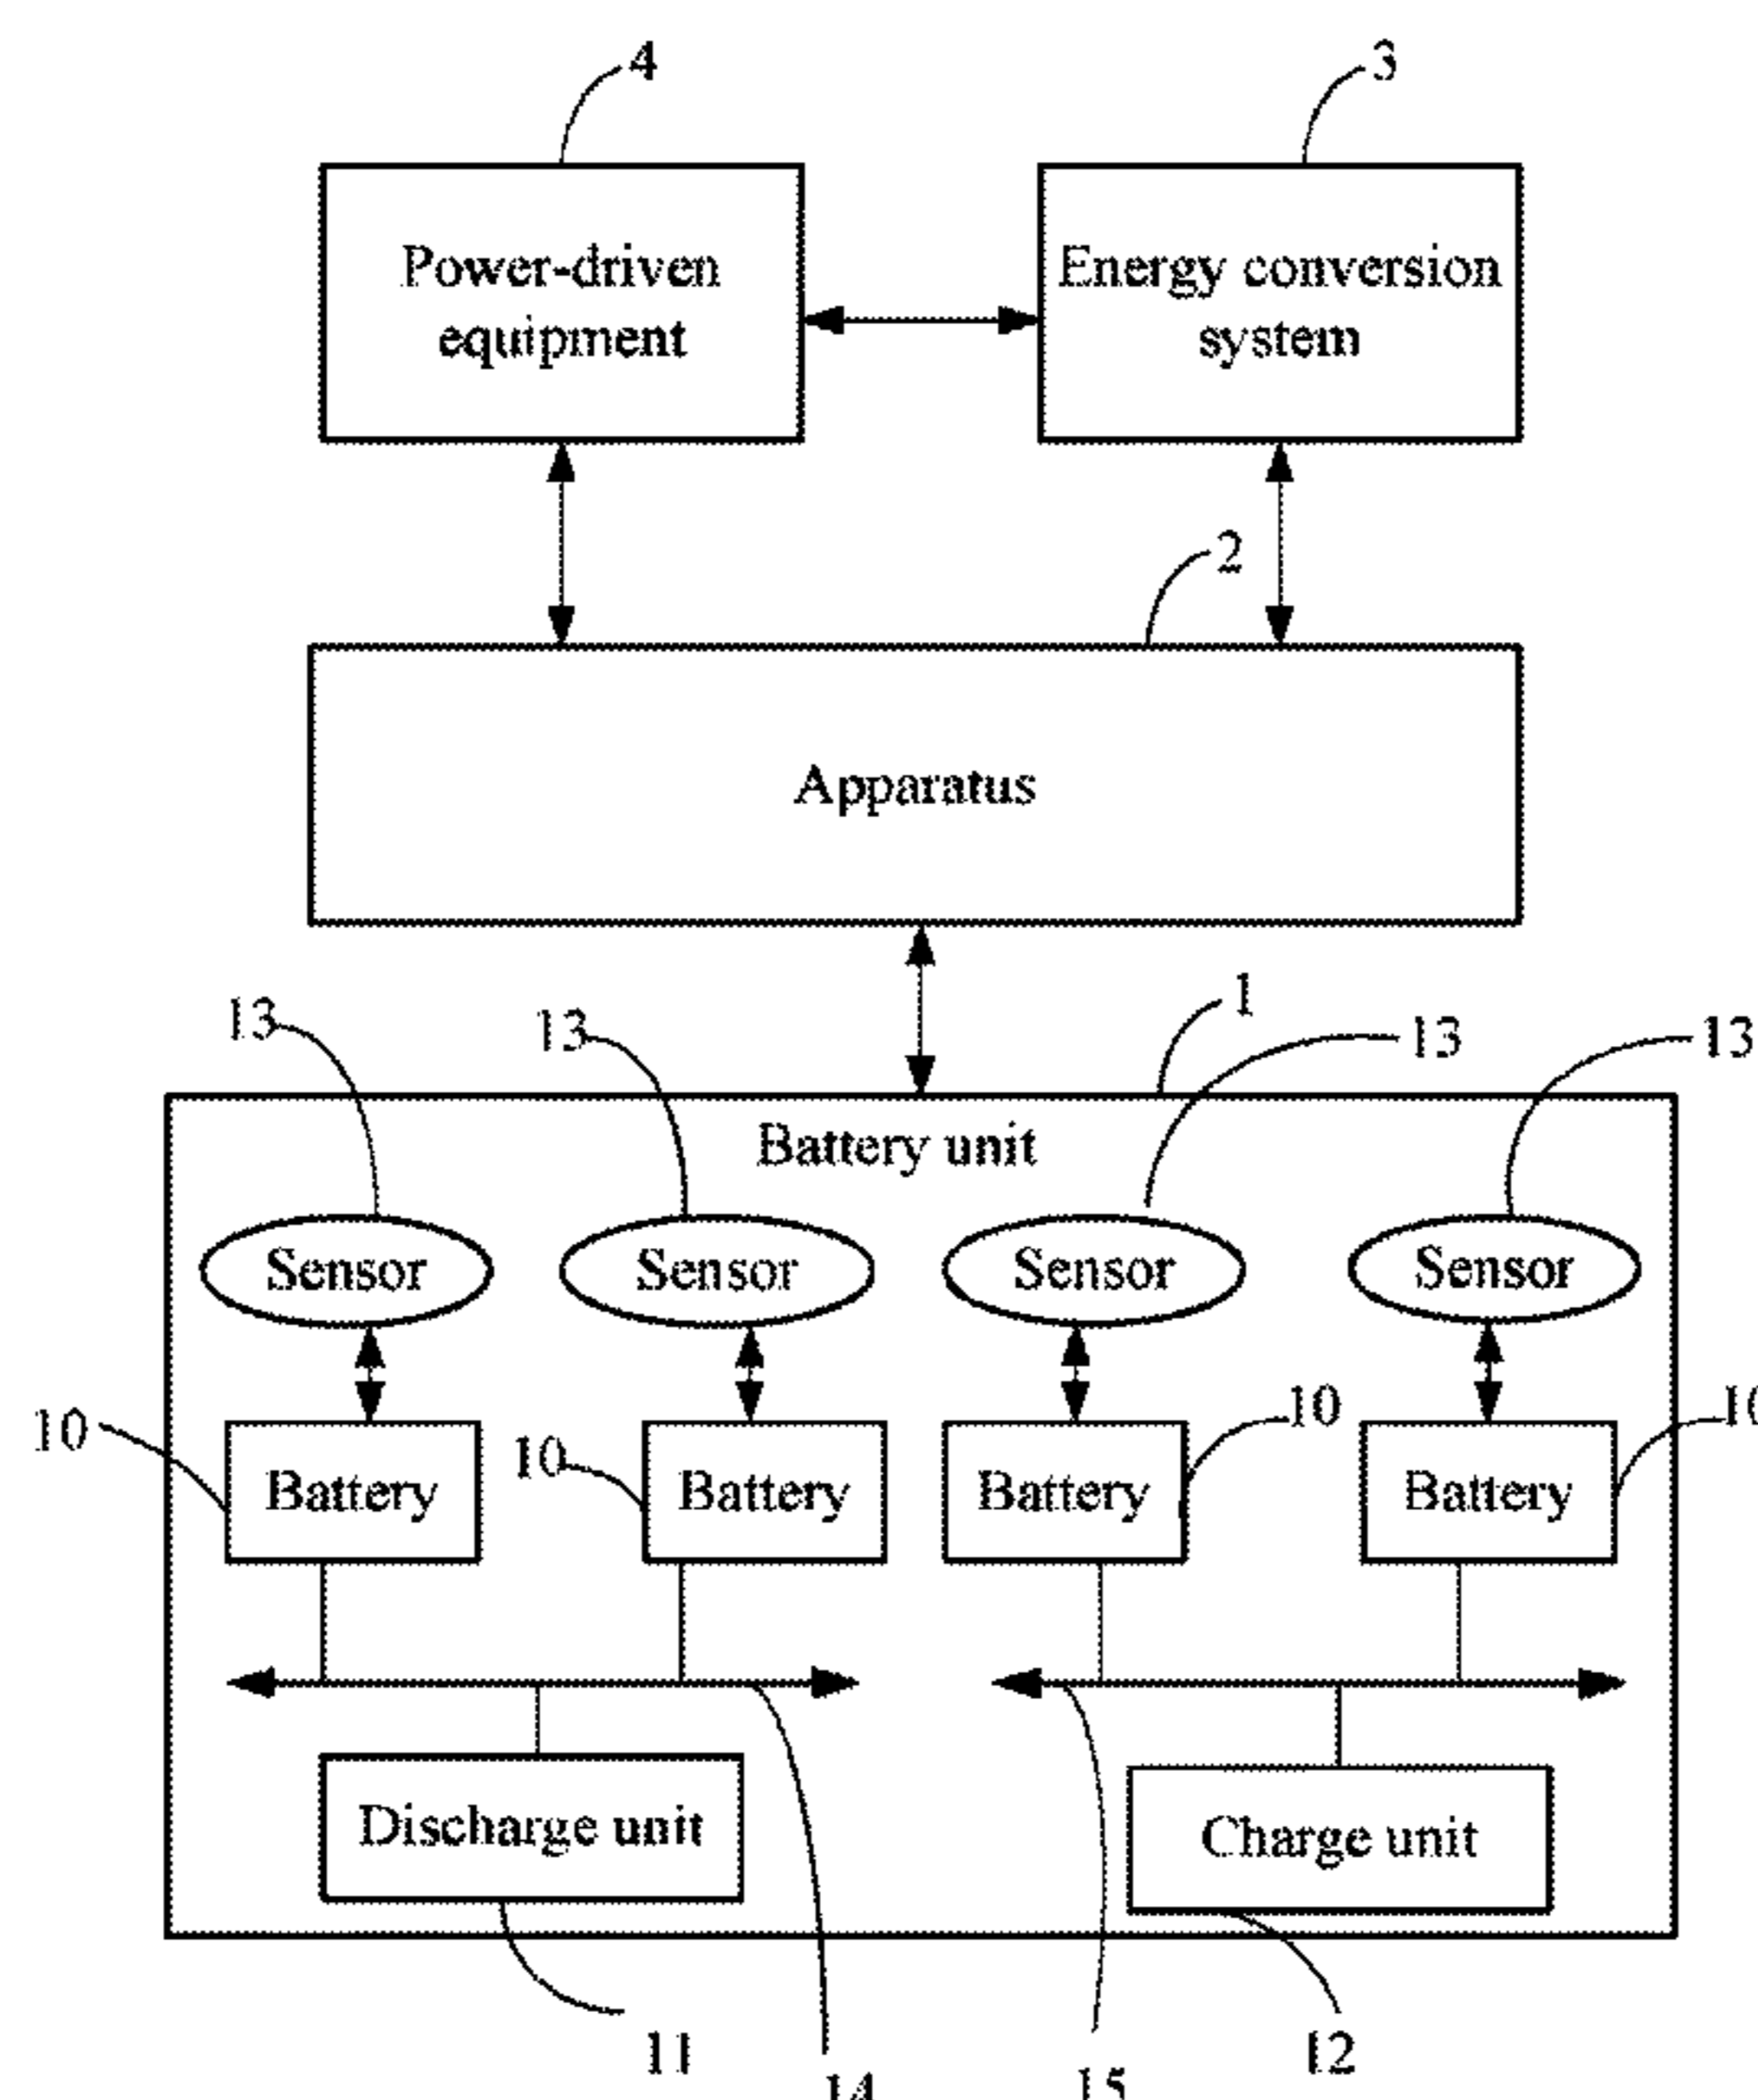 4
3
Power-driven
equipment
Energy conversion
system
2
Apparatus
1
13
13
13
13
Battery unit
Sensor
Sensor
Sensor
Sensor
10
10
10
10
Battery
Battery
Battery
Battery
Discharge unit
Charge unit
11
12
14
15